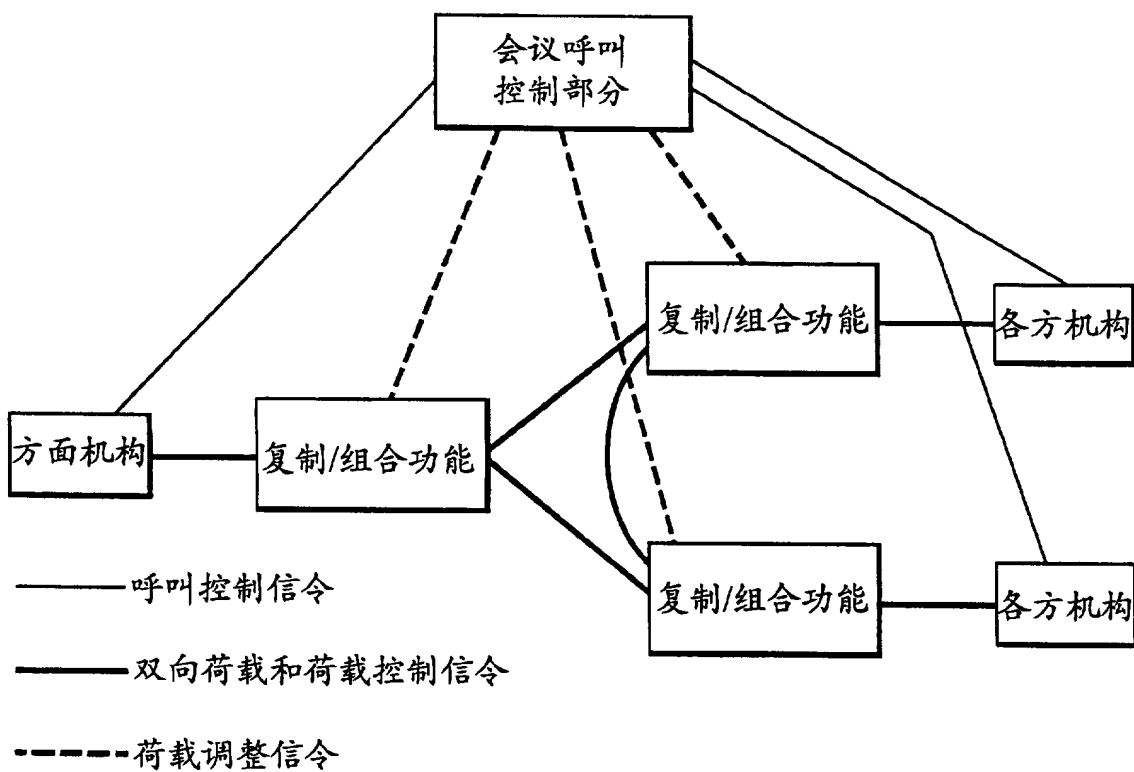 会议呼叫
控制部分
复制/组合功能
各方机构
方面机构
复制/组合功能
复制/组合功能
各方机构
呼叫控制信令
双向荷载和荷载控制信令
荷载调整信令